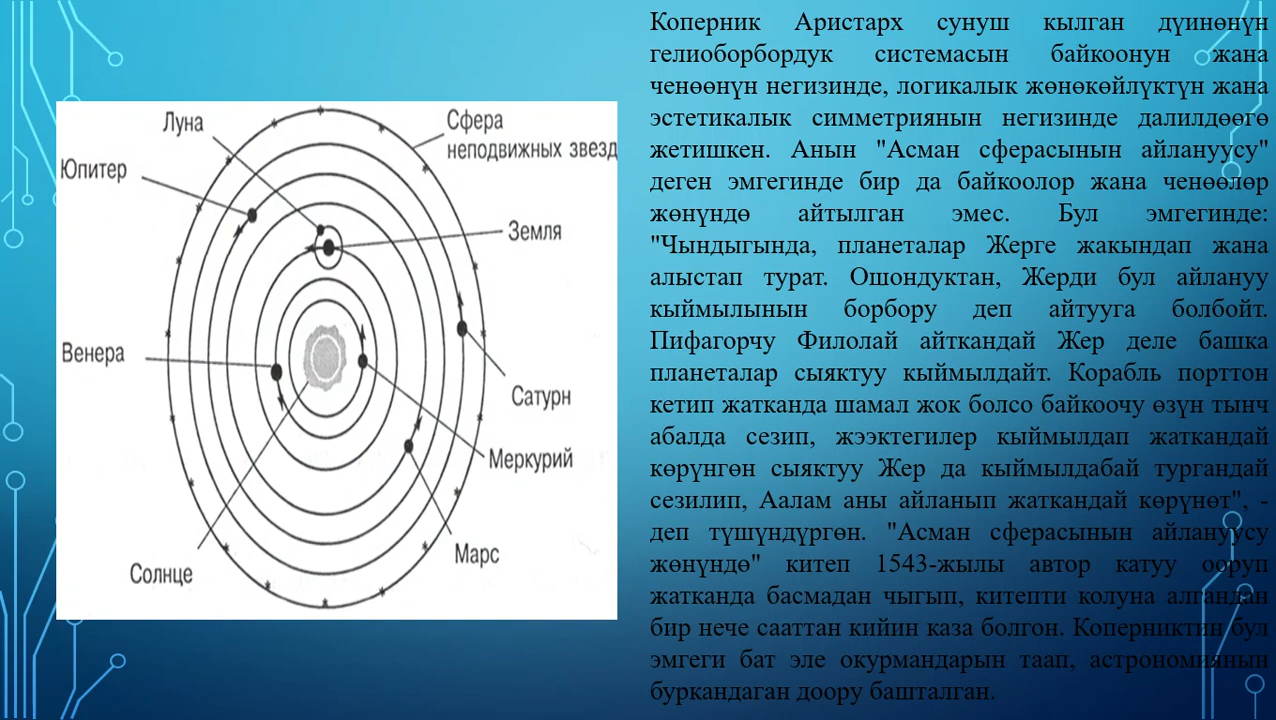 Луна
Сфера
неподвижных звезд
Юпитер
Земля
Венера
Сатурн
Меркурий
Марс
Солнце
Коперник Аристарх сунуш кылган дүинөнүн
гелиоборбордук системасын байкоонун жана
ченөөнүн негизинде, логикалык жөнөкөйлүктүн жана
эстетикалык симметриянын негизинде далилдөөгө
жетишкен. Анын "Асман сферасынын айлануусу"
деген эмгегинде бир да байкоолор жана ченөөлөр
жөнүндө айтылган эмес. Бул эмгегинде:
"Чындыгында, планеталар Жерге жакындап жана
алыстап турат. Ошондуктан, Жерди бул айлануу
кыймылынын борбору деп айтууга болбойт.
Пифагорчу Филолай айткандай Жер деле башка
планеталар сыяктуу кыймылдайт. Корабль порттон
кетип жатканда шамал жок болсо байкоочу өзүн тынч
абалда сезип, жээктегилер кыймылдап жаткандай
көрүнгөн сыяктуу Жер да кыймылдабай тургандай
сезилип, Аалам аны айланып жаткандай көрүнөт", -
деп түшүндүргөн. "Асман сферасынын айлануусу
жөнүндө" китеп 1543-жылы автор катуу ооруп
жатканда басмадан чыгып, китепти колуна алгандан
бир нече сааттан кийин каза болгон. Коперниктин бул
эмгеги бат эле окурмандарын таап, астрономиянын
буркандаган доору башталган.